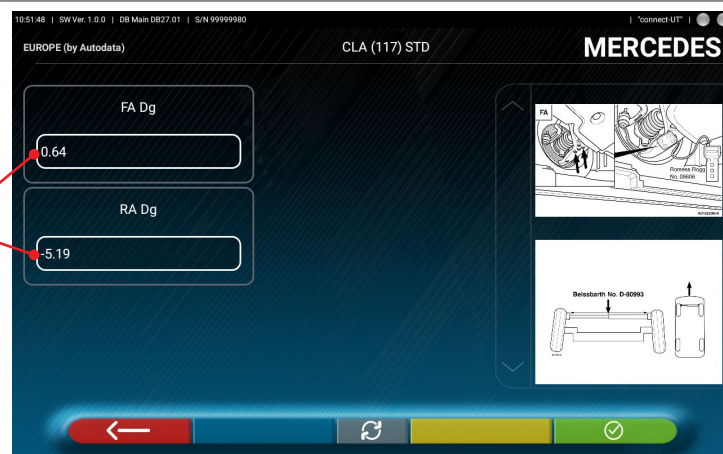 10:51:48 | SW Ver. 1.0.0 | DB Main DB27.01 | S/N 99999980 | "connect-UT" |
EUROPE (by Autodata) CLA (117) STD MERCEDES
FA Dg
0.64
RA Dg
-5.19
FA
Romess Rogg
No. 09606
Beissbarth No. D-80993